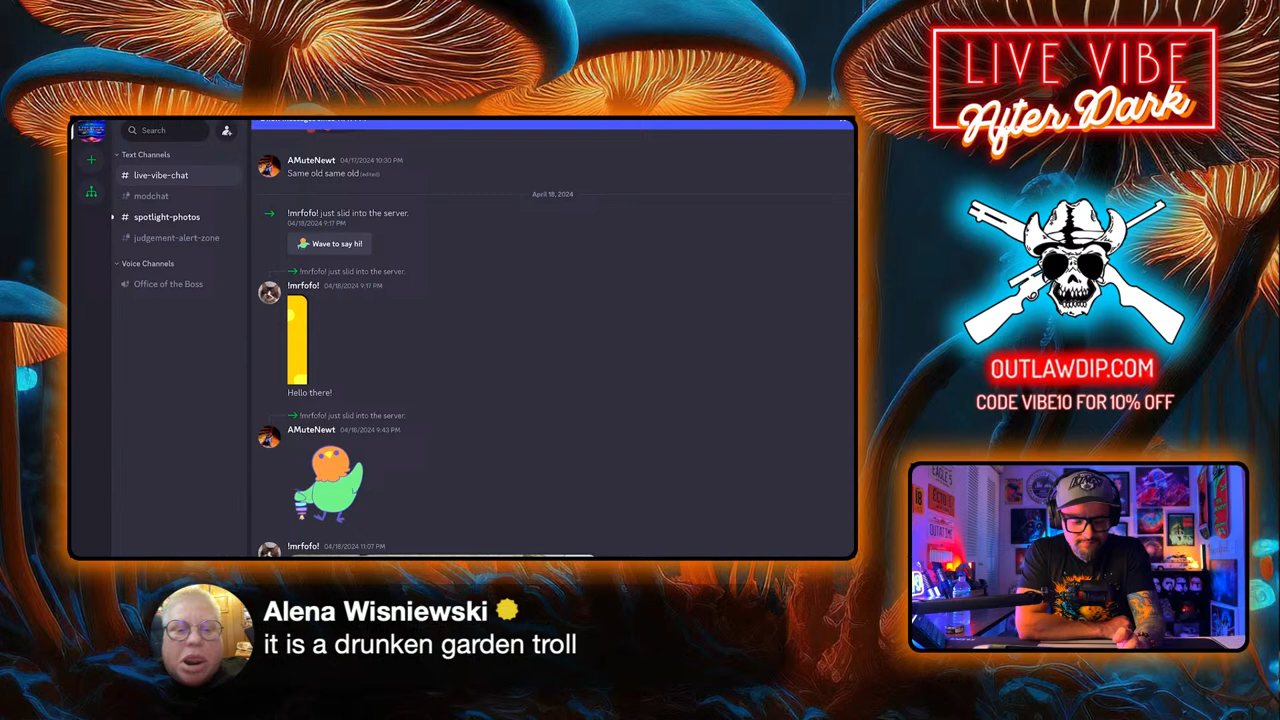 LIVE VIBE
After Dark
Search
Text Channels
# live-vibe-chat
modchat
# spotlight-photos
judgement-alert-zone
Voice Channels
Office of the Boss
AMuteNewt 04/17/2024 10:30 PM
Same old same old (edited)
April 18, 2024
!mrfofo! just slid into the server.
04/18/2024 9:17 PM
Wave to say hi!
!mrfofo! just slid into the server.
!mrfofo! 04/18/2024 9:17 PM
Hello there!
!mrfofo! just slid into the server.
AMuteNewt 04/18/2024 9:43 PM
!mrfofo! 04/18/2024 11:07 PM
OUTLAWDIP.COM
CODE VIBE10 FOR 10% OFF
EAGLE 5
OUTATIME
KINGS
Alena Wisniewski
it is a drunken garden troll